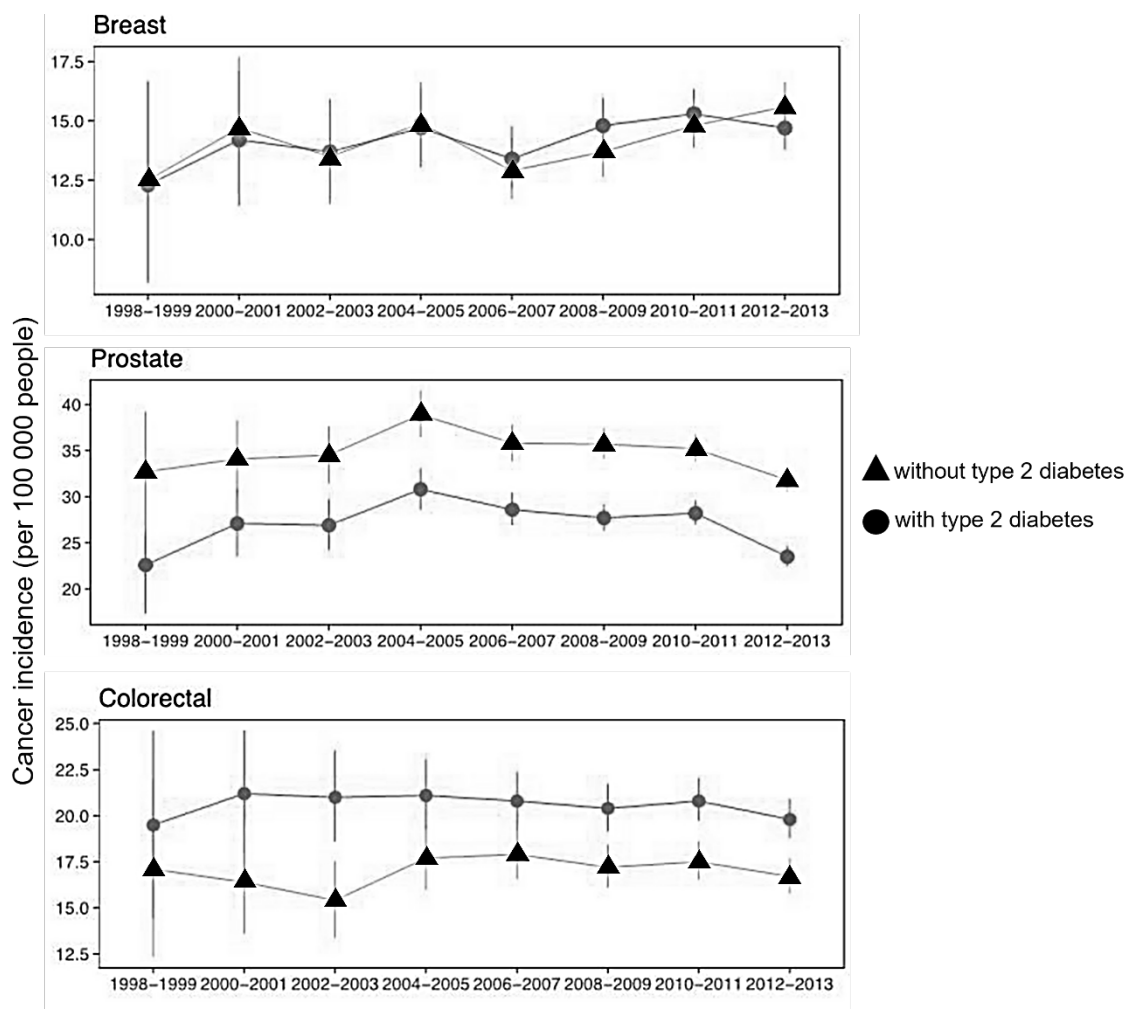 Breast
17.5
15.0
12.5
10.0
1998–1999 2000–2001 2002–2003 2004–2005 2006–2007 2008–2009 2010–2011 2012–2013
Cancer incidence (per 100 000 people)
Prostate
40
35
30
25
20
1998–1999 2000–2001 2002–2003 2004–2005 2006–2007 2008–2009 2010–2011 2012–2013
without type 2 diabetes
with type 2 diabetes
Colorectal
25.0
22.5
20.0
17.5
15.0
12.5
1998–1999 2000–2001 2002–2003 2004–2005 2006–2007 2008–2009 2010–2011 2012–2013